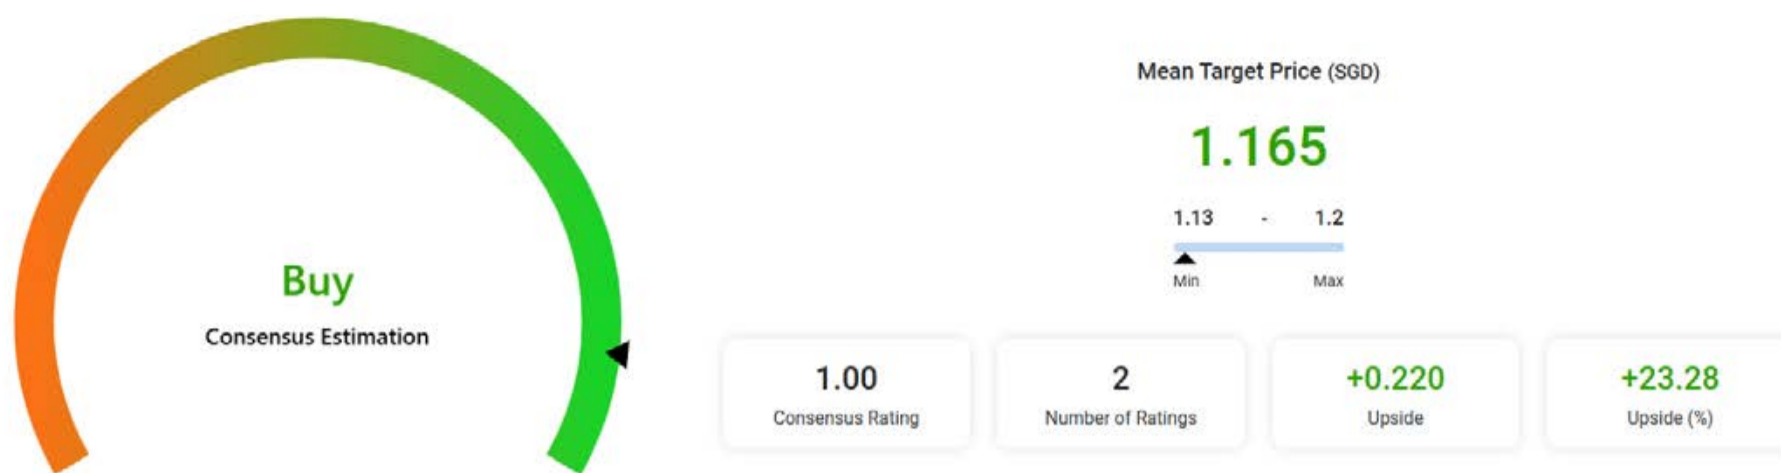 Buy
Consensus Estimation
Mean Target Price (SGD)
1.165
1.13 - 1.2
Min Max
1.00
Consensus Rating
2
Number of Ratings
+0.220
Upside
+23.28
Upside (%)